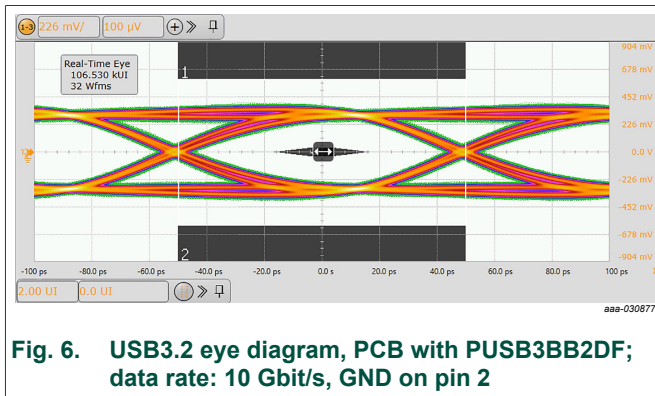 1-3 226 mV/ 100 µV
904 mV
Real-Time Eye
106.530 kUI
32 Wfms
1
678 mV
452 mV
226 mV
0.0 V
-226 mV
-452 mV
-678 mV
2
-904 mV
-100 ps -80.0 ps -60.0 ps -40.0 ps -20.0 ps 0.0 s 20.0 ps 40.0 ps 60.0 ps 80.0 ps 100 ps
2.00 UI 0.0 UI
aaa-030877
Fig. 6. USB3.2 eye diagram, PCB with PUSB3BB2DF;
data rate: 10 Gbit/s, GND on pin 2